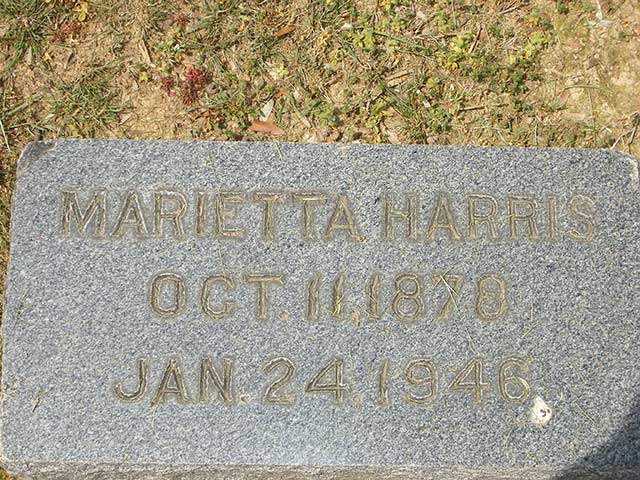 MARIETTA HARRIS
OCT. 11, 1878
JAN. 24, 1946